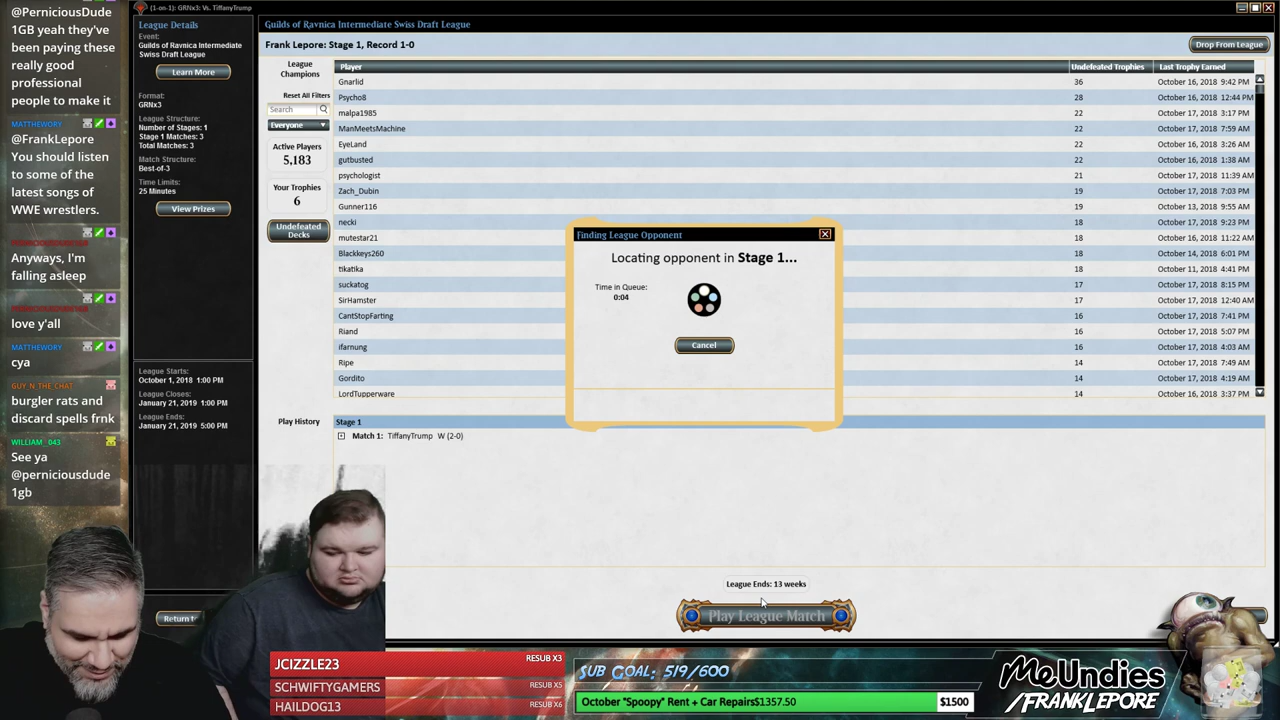 @PerniciousDude
1GB yeah they've
been paying these
really good
professional
people to make it
MATTHEWORY
@FrankLepore
You should listen
to some of the
latest songs of
WWE wrestlers.
Anyways, I'm
falling asleep
love y'all
MATTHEWORY
cya
GUY N THE CHAT
burgler rats and
discard spells frnk
WILLIAM_043
See ya
@perniciousdude
1gb
(1-on-1): GRNx3: Vs. TiffanyTrump
League Details
Event:
Guilds of Ravnica Intermediate
Swiss Draft League
Learn More
Format:
GRNx3
League Structure:
Number of Stages: 1
Stage 1 Matches: 3
Total Matches: 3
Match Structure:
Best-of-3
Time Limits:
25 Minutes
View Prizes
League Starts:
October 1, 2018 1:00 PM
League Closes:
January 21, 2019 1:00 PM
League Ends:
January 21, 2019 5:00 PM
Guilds of Ravnica Intermediate Swiss Draft League
Frank Lepore: Stage 1, Record 1-0
Drop From League
League
Champions
Reset All Filters
Search
Everyone
Active Players
5,183
Your Trophies
6
Undefeated
Decks
Player Undefeated Trophies Last Trophy Earned
Gnarlid 36 October 16, 2018 9:42 PM
Psycho8 28 October 16, 2018 12:44 PM
malpa1985 22 October 17, 2018 3:17 PM
ManMeetsMachine 22 October 17, 2018 7:59 AM
EyeLand 22 October 16, 2018 3:26 AM
gutbusted 22 October 16, 2018 1:38 AM
psychologist 21 October 17, 2018 11:39 AM
Zach_Dubin 19 October 17, 2018 7:03 PM
Gunner116 19 October 13, 2018 9:55 AM
necki 18 October 17, 2018 9:23 PM
mutestar21 18 October 16, 2018 11:22 AM
Blackkeys260 18 October 14, 2018 6:01 PM
tikatika 18 October 11, 2018 4:41 PM
suckatog 17 October 17, 2018 8:15 PM
SirHamster 17 October 17, 2018 12:40 AM
CantStopFarting 16 October 17, 2018 7:41 PM
Riand 16 October 17, 2018 5:07 PM
ifarnung 16 October 17, 2018 4:03 AM
Ripe 14 October 17, 2018 7:49 AM
Gordito 14 October 17, 2018 4:19 AM
LordTupperware 14 October 16, 2018 3:37 PM
Finding League Opponent
Locating opponent in Stage 1...
Time in Queue:
0:04
Cancel
Play History
Stage 1
Match 1: TiffanyTrump W (2-0)
League Ends: 13 weeks
Play League Match
Return t
JCIZZLE23 RESUB X3
SCHWIFTYGAMERS RESUB X5
HAILDOG13 RESUB X6
SUB GOAL: 519/600
October "Spoopy" Rent + Car Repairs $1357.50 $1500
MeUndies
/FRANKLEPORE